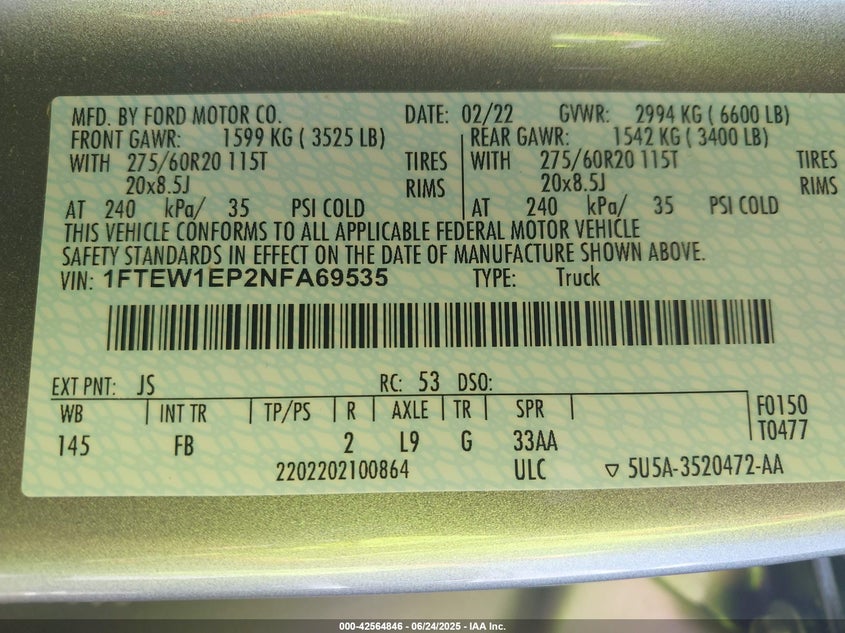 MFD. BY FORD MOTOR CO. DATE: 02/22 GVWR: 2994 KG ( 6600 LB)
FRONT GAWR: 1599 KG ( 3525 LB) REAR GAWR: 1542 KG ( 3400 LB)
WITH 275/60R20 115T TIRES WITH 275/60R20 115T TIRES
20x8.5J RIMS 20x8.5J RIMS
AT 240 kPa/ 35 PSI COLD AT 240 kPa/ 35 PSI COLD
THIS VEHICLE CONFORMS TO ALL APPLICABLE FEDERAL MOTOR VEHICLE
SAFETY STANDARDS IN EFFECT ON THE DATE OF MANUFACTURE SHOWN ABOVE.
VIN: 1FTEW1EP2NFA69535 TYPE: Truck
EXT PNT: JS RC: 53 DSO:
WB INT TR TP/PS R AXLE TR SPR F0150
145 FB 2 L9 G 33AA T0477
2202202100864 ULC ▽ 5U5A-3520472-AA
000-42564846 - 06/24/2025 - IAA Inc.